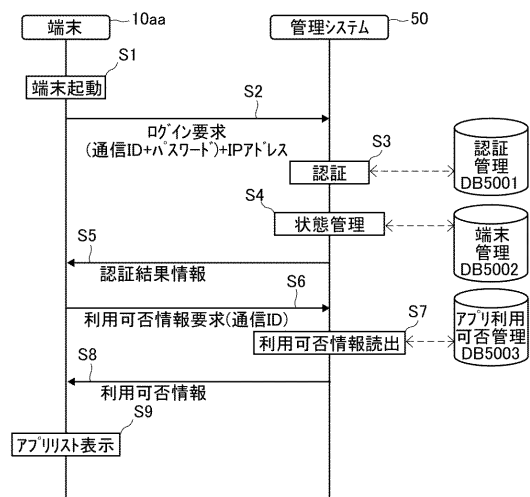 端末
10aa
管理システム
50
S1
端末起動
S2
ログイン要求
(通信ID+パスワード)+IPアドレス
S3
認証
認証
管理
DB5001
S4
状態管理
端末
管理
DB5002
S5
認証結果情報
S6
利用可否情報要求(通信ID)
S7
利用可否情報読出
アプリ利用
可否管理
DB5003
S8
利用可否情報
S9
アプリリスト表示